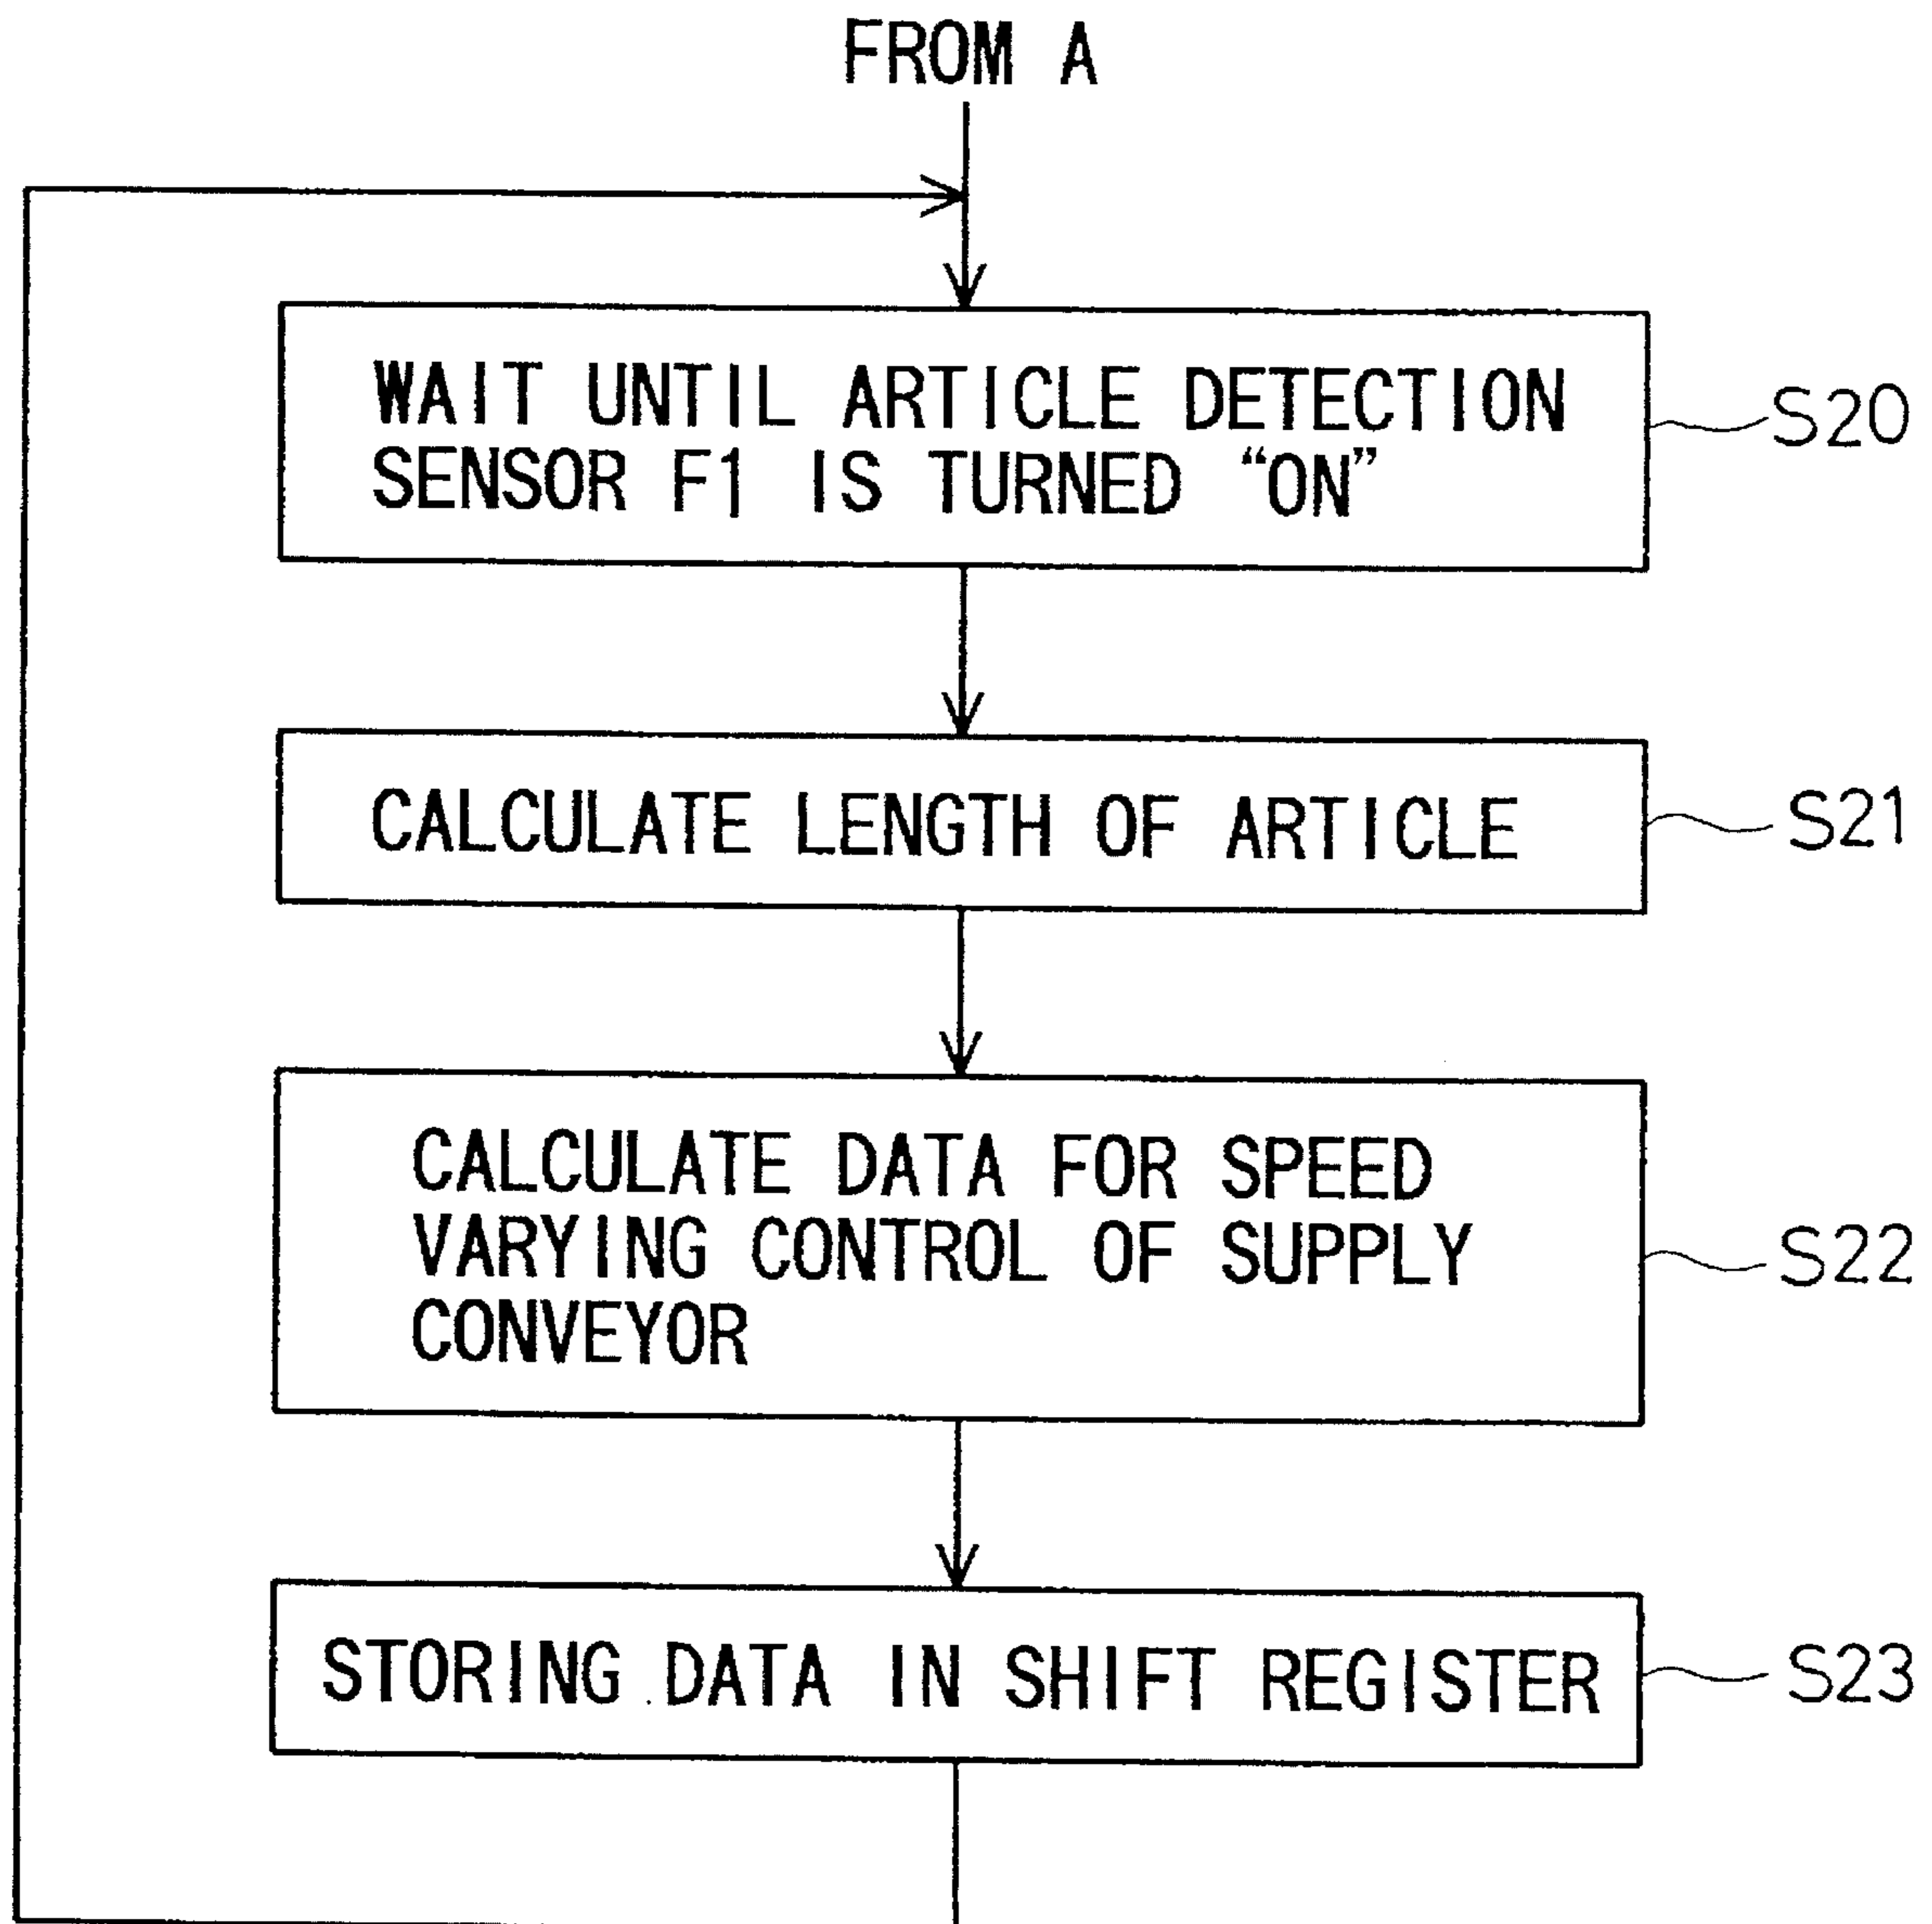 FROM A
WAIT UNTIL ARTICLE DETECTION
SENSOR F1 IS TURNED “ON”
S20
CALCULATE LENGTH OF ARTICLE
S21
CALCULATE DATA FOR SPEED
VARYING CONTROL OF SUPPLY
CONVEYOR
S22
STORING DATA IN SHIFT REGISTER
S23